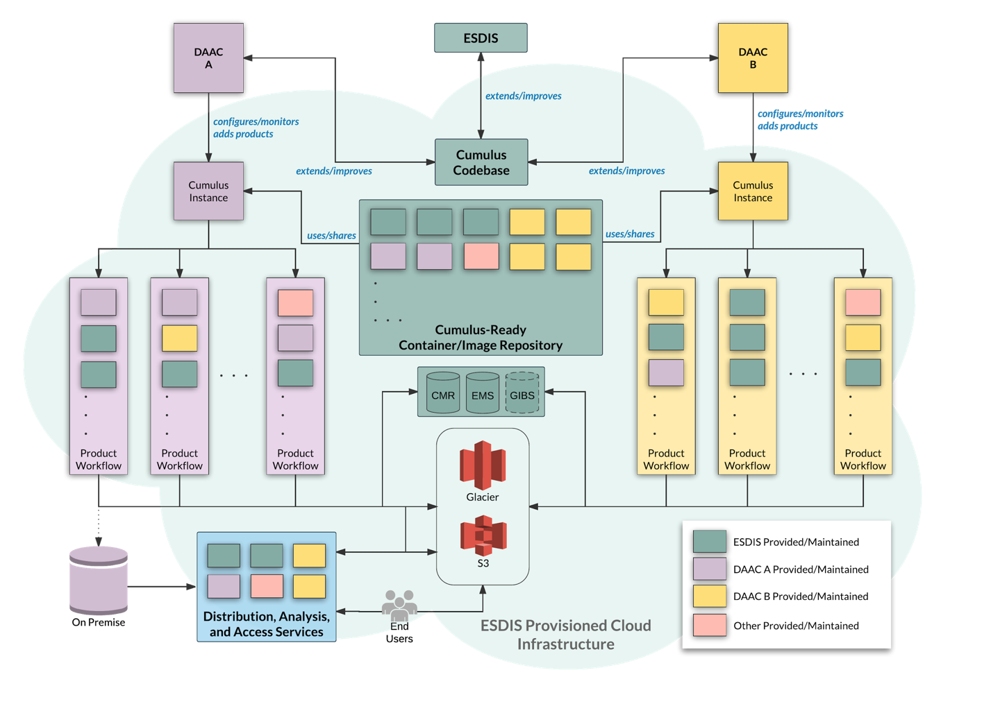 DAAC
A
ESDIS
DAAC
B
extends/improves
configures/monitors
adds products
configures/monitors
adds products
Cumulus
Codebase
extends/improves
extends/improves
Cumulus
Instance
Cumulus
Instance
uses/shares
uses/shares
Cumulus-Ready
Container/Image Repository
CMR
EMS
GIBS
Product
Workflow
Product
Workflow
Product
Workflow
Product
Workflow
Product
Workflow
Product
Workflow
Glacier
S3
On Premise
Distribution, Analysis,
and Access Services
End
Users
ESDIS Provisioned Cloud
Infrastructure
ESDIS Provided/Maintained
DAAC A Provided/Maintained
DAAC B Provided/Maintained
Other Provided/Maintained